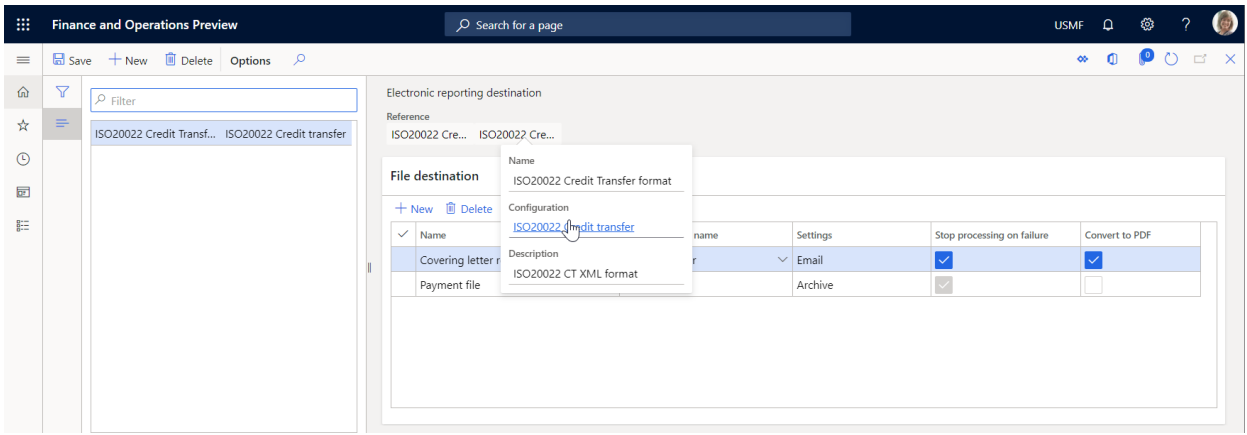 Finance and Operations Preview Search for a page USMF ?
Save New Delete Options 0
Filter
ISO20022 Credit Transf... ISO20022 Credit transfer
Electronic reporting destination
Reference
ISO20022 Cre... ISO20022 Cre...
Name
ISO20022 Credit Transfer format
Configuration
ISO20022 Credit transfer
Description
ISO20022 CT XML format
File destination
New Delete
Name name Settings Stop processing on failure Convert to PDF
Covering letter r Email
Payment file Archive